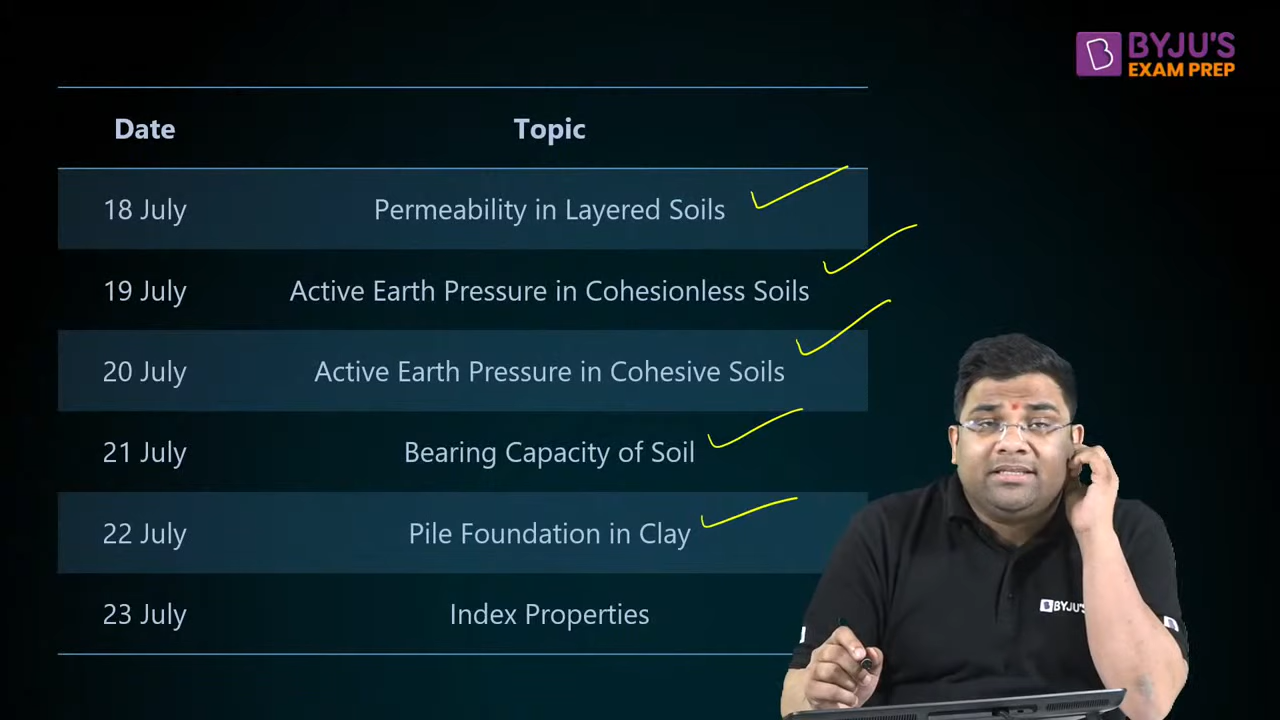 BYJU'S
EXAM PREP
Date Topic
18 July Permeability in Layered Soils
19 July Active Earth Pressure in Cohesionless Soils
20 July Active Earth Pressure in Cohesive Soils
21 July Bearing Capacity of Soil
22 July Pile Foundation in Clay
23 July Index Properties
BYJU'S